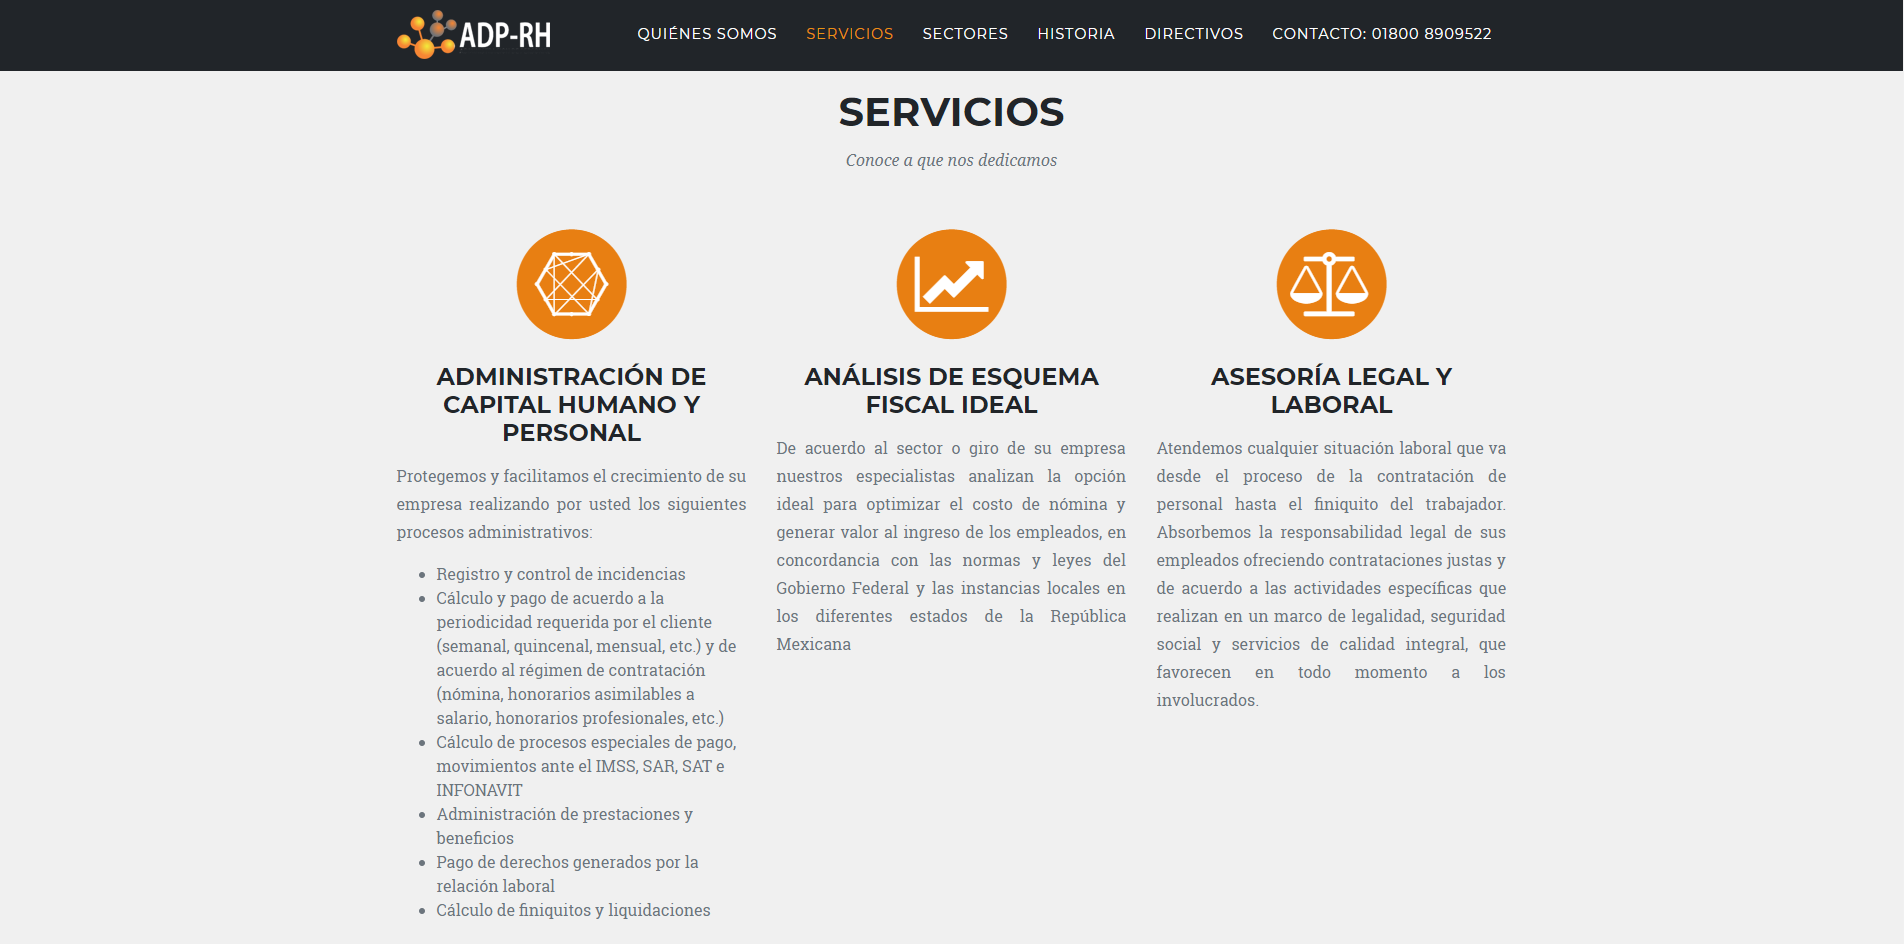 ADP-RH
QUIÉNES SOMOS SERVICIOS SECTORES HISTORIA DIRECTIVOS CONTACTO: 01800 8909522
SERVICIOS
Conoce a que nos dedicamos
ADMINISTRACIÓN DE
CAPITAL HUMANO Y
PERSONAL
Protegemos y facilitamos el crecimiento de su
empresa realizando por usted los siguientes
procesos administrativos:
• Registro y control de incidencias
• Cálculo y pago de acuerdo a la
periodicidad requerida por el cliente
(semanal, quincenal, mensual, etc.) y de
acuerdo al régimen de contratación
(nómina, honorarios asimilables a
salario, honorarios profesionales, etc.)
• Cálculo de procesos especiales de pago,
movimientos ante el IMSS, SAR, SAT e
INFONAVIT
• Administración de prestaciones y
beneficios
• Pago de derechos generados por la
relación laboral
• Cálculo de finiquitos y liquidaciones
ANÁLISIS DE ESQUEMA
FISCAL IDEAL
De acuerdo al sector o giro de su empresa
nuestros especialistas analizan la opción
ideal para optimizar el costo de nómina y
generar valor al ingreso de los empleados, en
concordancia con las normas y leyes del
Gobierno Federal y las instancias locales en
los diferentes estados de la República
Mexicana
ASESORÍA LEGAL Y
LABORAL
Atendemos cualquier situación laboral que va
desde el proceso de la contratación de
personal hasta el finiquito del trabajador.
Absorbemos la responsabilidad legal de sus
empleados ofreciendo contrataciones justas y
de acuerdo a las actividades específicas que
realizan en un marco de legalidad, seguridad
social y servicios de calidad integral, que
favorecen en todo momento a los
involucrados.